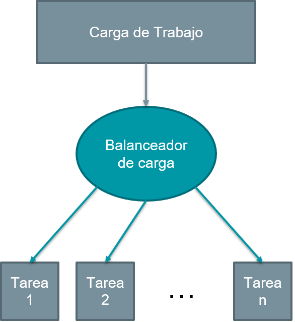 Carga de Trabajo
Balanceador
de carga
Tarea
1
Tarea
2
...
Tarea
n